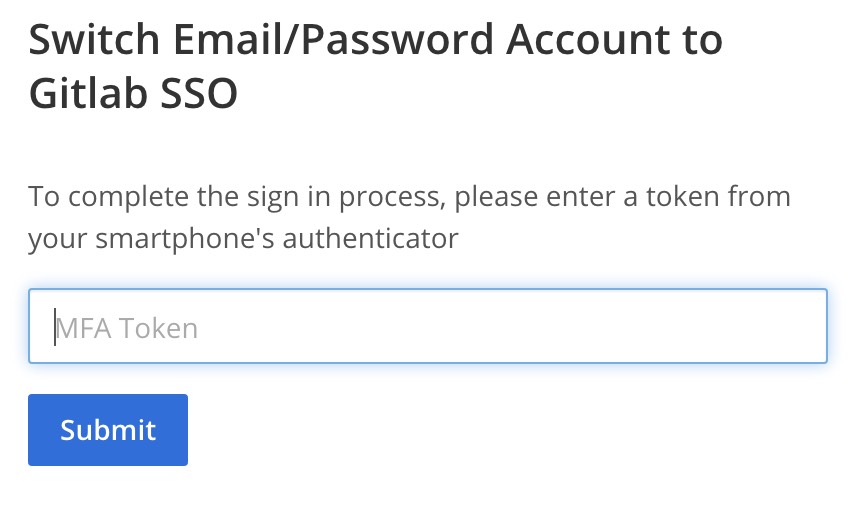 Switch Email/Password Account to
Gitlab SSO
To complete the sign in process, please enter a token from
your smartphone's authenticator
MFA Token
Submit